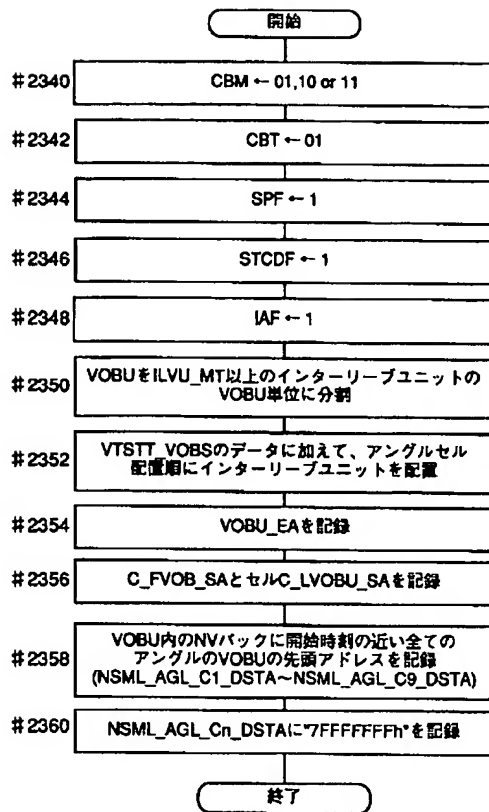 開始
#2340
CBM ← 01,10 or 11
#2342
CBT ← 01
#2344
SPF ← 1
#2346
STCDF ← 1
#2348
IAF ← 1
#2350
VOBUをILVU_MT以上のインターリーブユニットの
VOBU単位に分割
#2352
VTSTT_VOBSのデータに加えて、アングルセル
配置順にインターリーブユニットを配置
#2354
VOBU_EAを記録
#2356
C_FVOB_SAとセルC_LVOBU_SAを記録
#2358
VOBU内のNVパックに開始時刻の近い全ての
アングルのVOBUの先頭アドレスを記録
(NSML_AGL_C1_DSTA～NSML_AGL_C9_DSTA)
#2360
NSML_AGL_Cn_DSTAに"7FFFFFFFh"を記録
終了